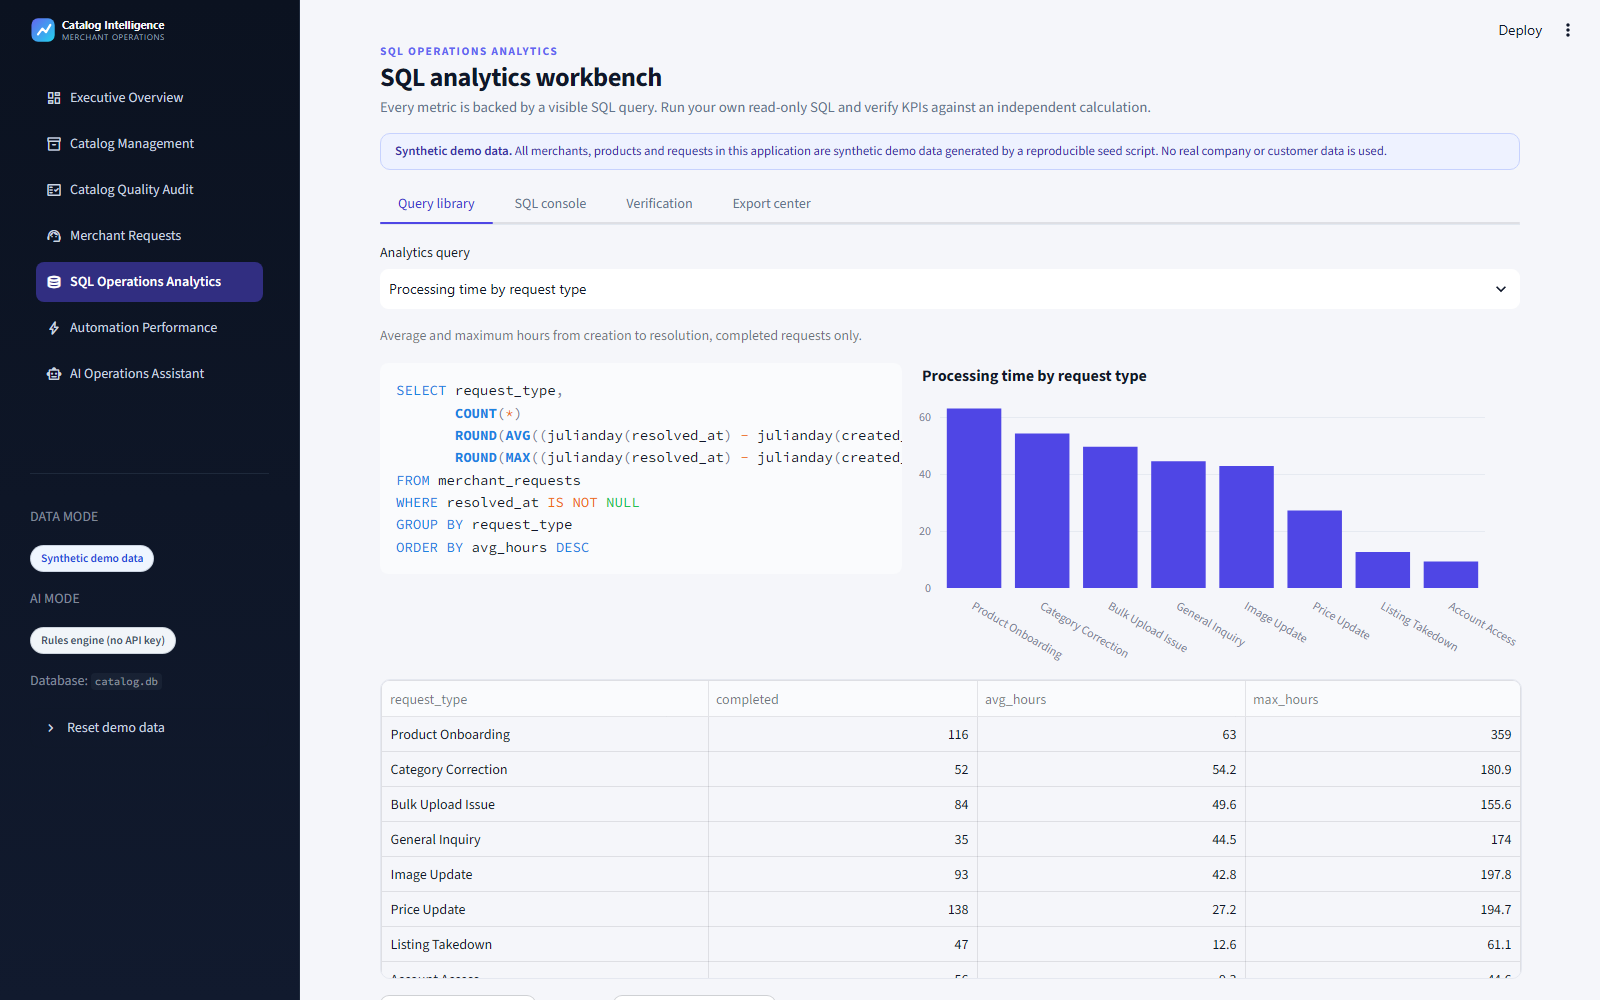 Catalog Intelligence
MERCHANT OPERATIONS
Executive Overview
Catalog Management
Catalog Quality Audit
Merchant Requests
SQL Operations Analytics
Automation Performance
AI Operations Assistant
DATA MODE
Synthetic demo data
AI MODE
Rules engine (no API key)
Database: catalog.db
Reset demo data
Deploy
SQL OPERATIONS ANALYTICS
SQL analytics workbench
Every metric is backed by a visible SQL query. Run your own read-only SQL and verify KPIs against an independent calculation.
Synthetic demo data. All merchants, products and requests in this application are synthetic demo data generated by a reproducible seed script. No real company or customer data is used.
Query library SQL console Verification Export center
Analytics query
Processing time by request type
Average and maximum hours from creation to resolution, completed requests only.
SELECT request_type,
COUNT(*)
ROUND(AVG((julianday(resolved_at) - julianday(created_
ROUND(MAX((julianday(resolved_at) - julianday(created_
FROM merchant_requests
WHERE resolved_at IS NOT NULL
GROUP BY request_type
ORDER BY avg_hours DESC
Processing time by request type
60
40
20
0
Product Onboarding
Category Correction
Bulk Upload Issue
General Inquiry
Image Update
Price Update
Listing Takedown
Account Access
request_type completed avg_hours max_hours
Product Onboarding 116 63 359
Category Correction 52 54.2 180.9
Bulk Upload Issue 84 49.6 155.6
General Inquiry 35 44.5 174
Image Update 93 42.8 197.8
Price Update 138 27.2 194.7
Listing Takedown 47 12.6 61.1
Account Access